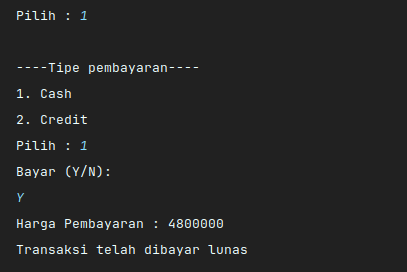 Pilih : 1
----Tipe pembayaran----
1. Cash
2. Credit
Pilih : 1
Bayar (Y/N):
Y
Harga Pembayaran : 4800000
Transaksi telah dibayar lunas